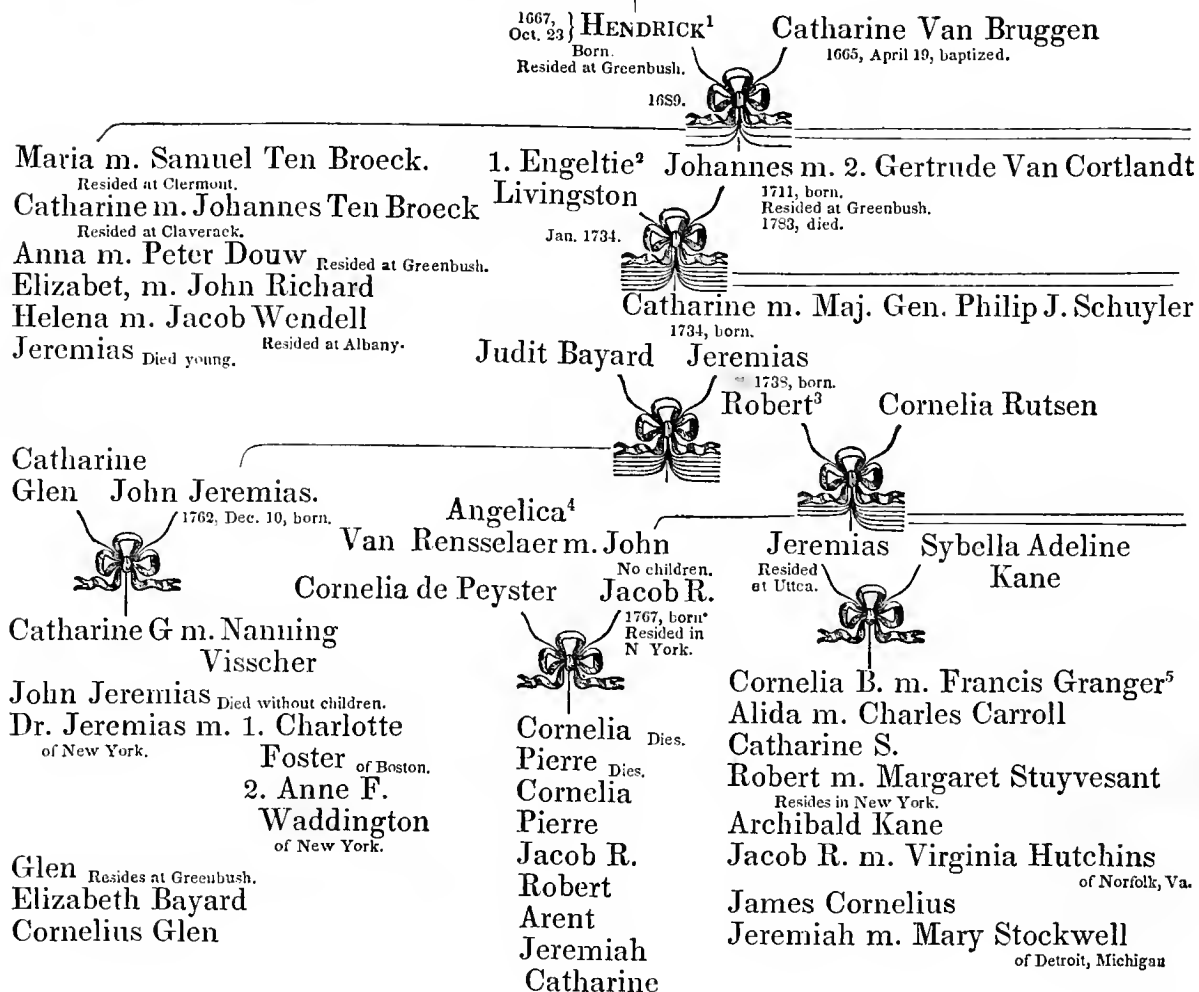 1667, Oct. 23 } HENDRICK¹ Catharine Van Bruggen
Born. 1665, April 19, baptized.
Resided at Greenbush.
1689.
Maria m. Samuel Ten Broeck.
Resided at Clermont.
Catharine m. Johannes Ten Broeck
Resided at Claverack.
Anna m. Peter Douw Resided at Greenbush.
Elizabet, m. John Richard
Helena m. Jacob Wendell
Resided at Albany.
Jeremias Died young.
1. Engeltie² Johannes m. 2. Gertrude Van Cortlandt
Livingston 1711, born.
Resided at Greenbush.
1783, died.
Jan. 1734.
Catharine m. Maj. Gen. Philip J. Schuyler
1734, born.
Judit Bayard Jeremias
1738, born.
Robert³ Cornelia Rutsen
Catharine
Glen John Jeremias.
1762, Dec. 10, born.
Angelica⁴
Van Rensselaer m. John
No children.
Jeremias Sybella Adeline
Kane
Resided
at Uttca.
Cornelia de Peyster Jacob R.
1767, born
Resided in
N York.
Catharine G m. Nanning
Visscher
John Jeremias Died without children.
Dr. Jeremias m. 1. Charlotte
of New York.
Foster of Boston.
2. Anne F.
Waddington
of New York.
Glen Resides at Greenbush.
Elizabeth Bayard
Cornelius Glen
Cornelia Dies.
Pierre Dies.
Cornelia
Pierre
Jacob R.
Robert
Arent
Jeremiah
Catharine
Cornelia B. m. Francis Granger⁵
Alida m. Charles Carroll
Catharine S.
Robert m. Margaret Stuyvesant
Resides in New York.
Archibald Kane
Jacob R. m. Virginia Hutchins
of Norfolk, Va.
James Cornelius
Jeremiah m. Mary Stockwell
of Detroit, Michigan